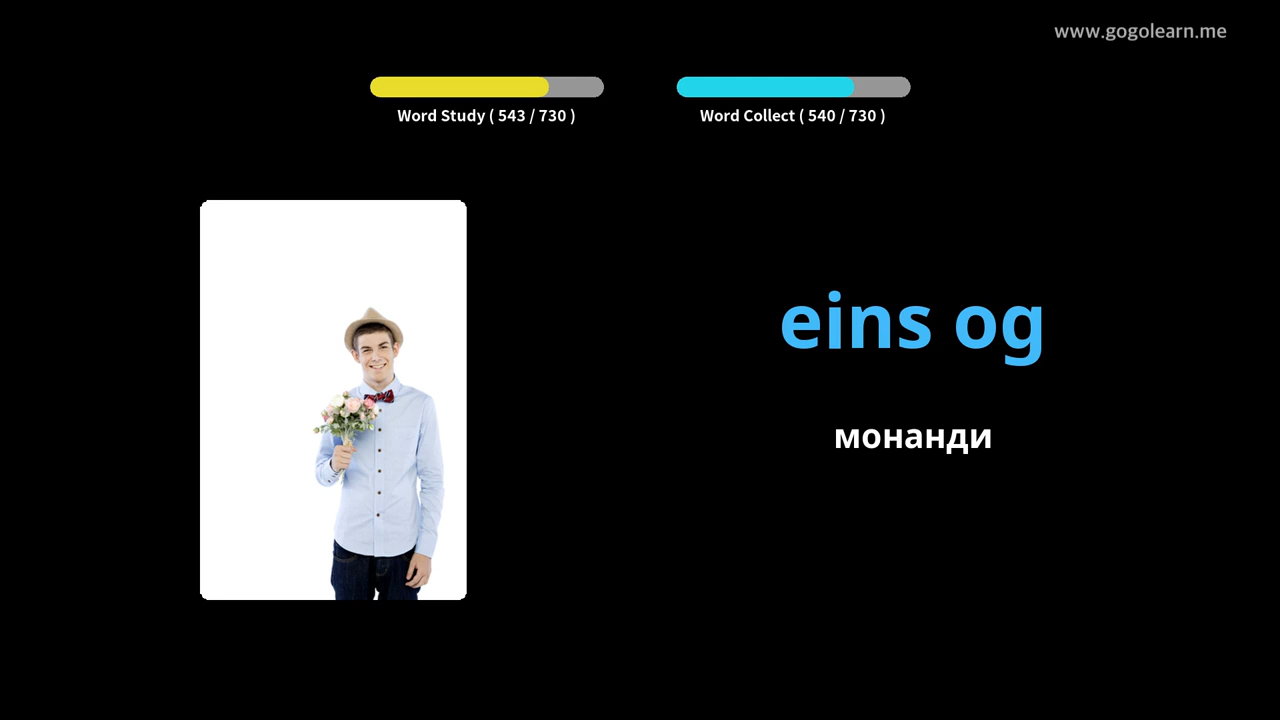 www.gogolearn.me
Word Study ( 543 / 730 )
Word Collect ( 540 / 730 )
eins og
монанди